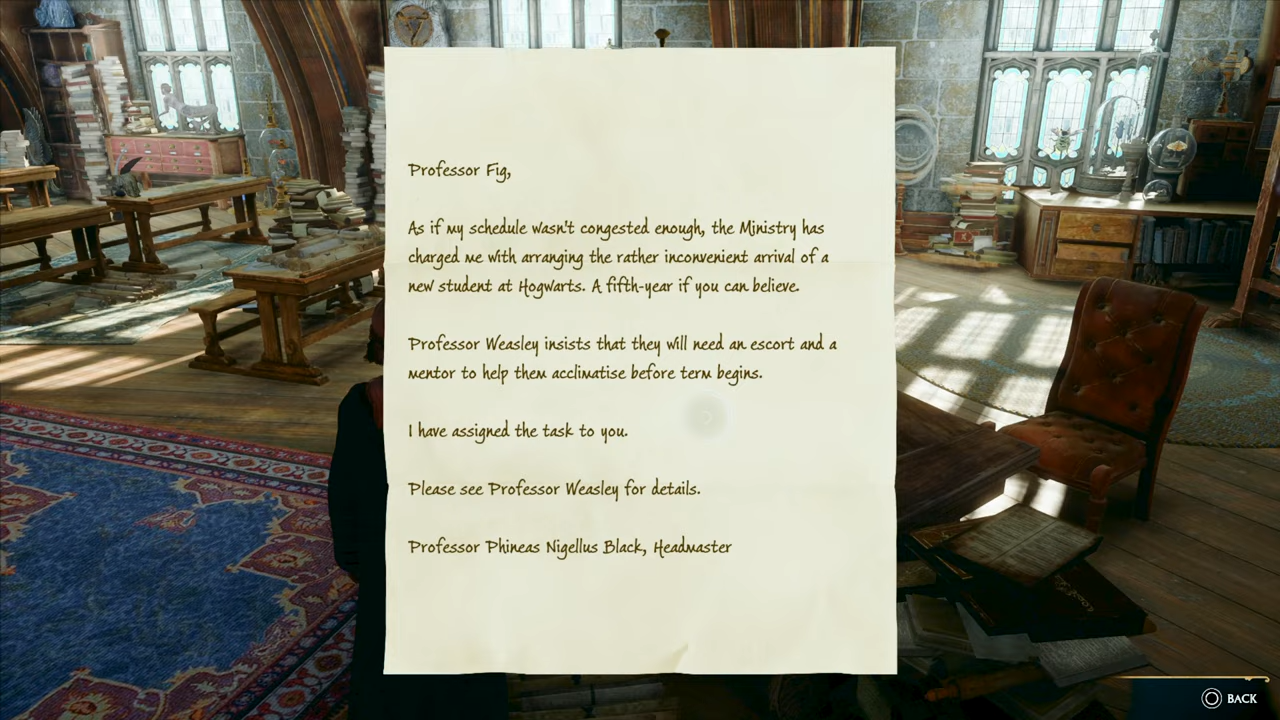 Professor Fig,
As if my schedule wasn't congested enough, the Ministry has
charged me with arranging the rather inconvenient arrival of a
new student at Hogwarts. A fifth-year if you can believe.
Professor Weasley insists that they will need an escort and a
mentor to help them acclimatise before term begins.
I have assigned the task to you.
Please see Professor Weasley for details.
Professor Phineas Nigellus Black, Headmaster
BACK